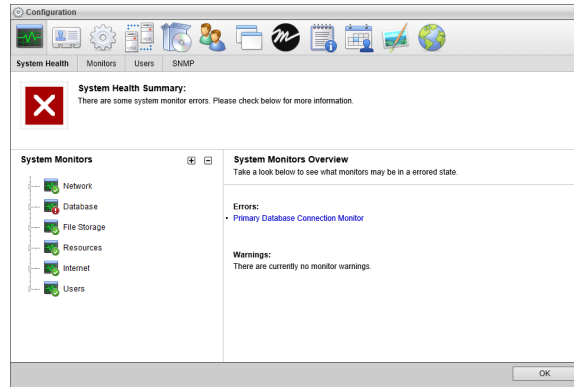 Configuration
System Health Monitors Users SNMP
System Health Summary:
There are some system monitor errors. Please check below for more information.
System Monitors
Network
Database
File Storage
Resources
Internet
Users
System Monitors Overview
Take a look below to see what monitors may be in a errored state.
Errors:
Primary Database Connection Monitor
Warnings:
There are currently no monitor warnings.
OK